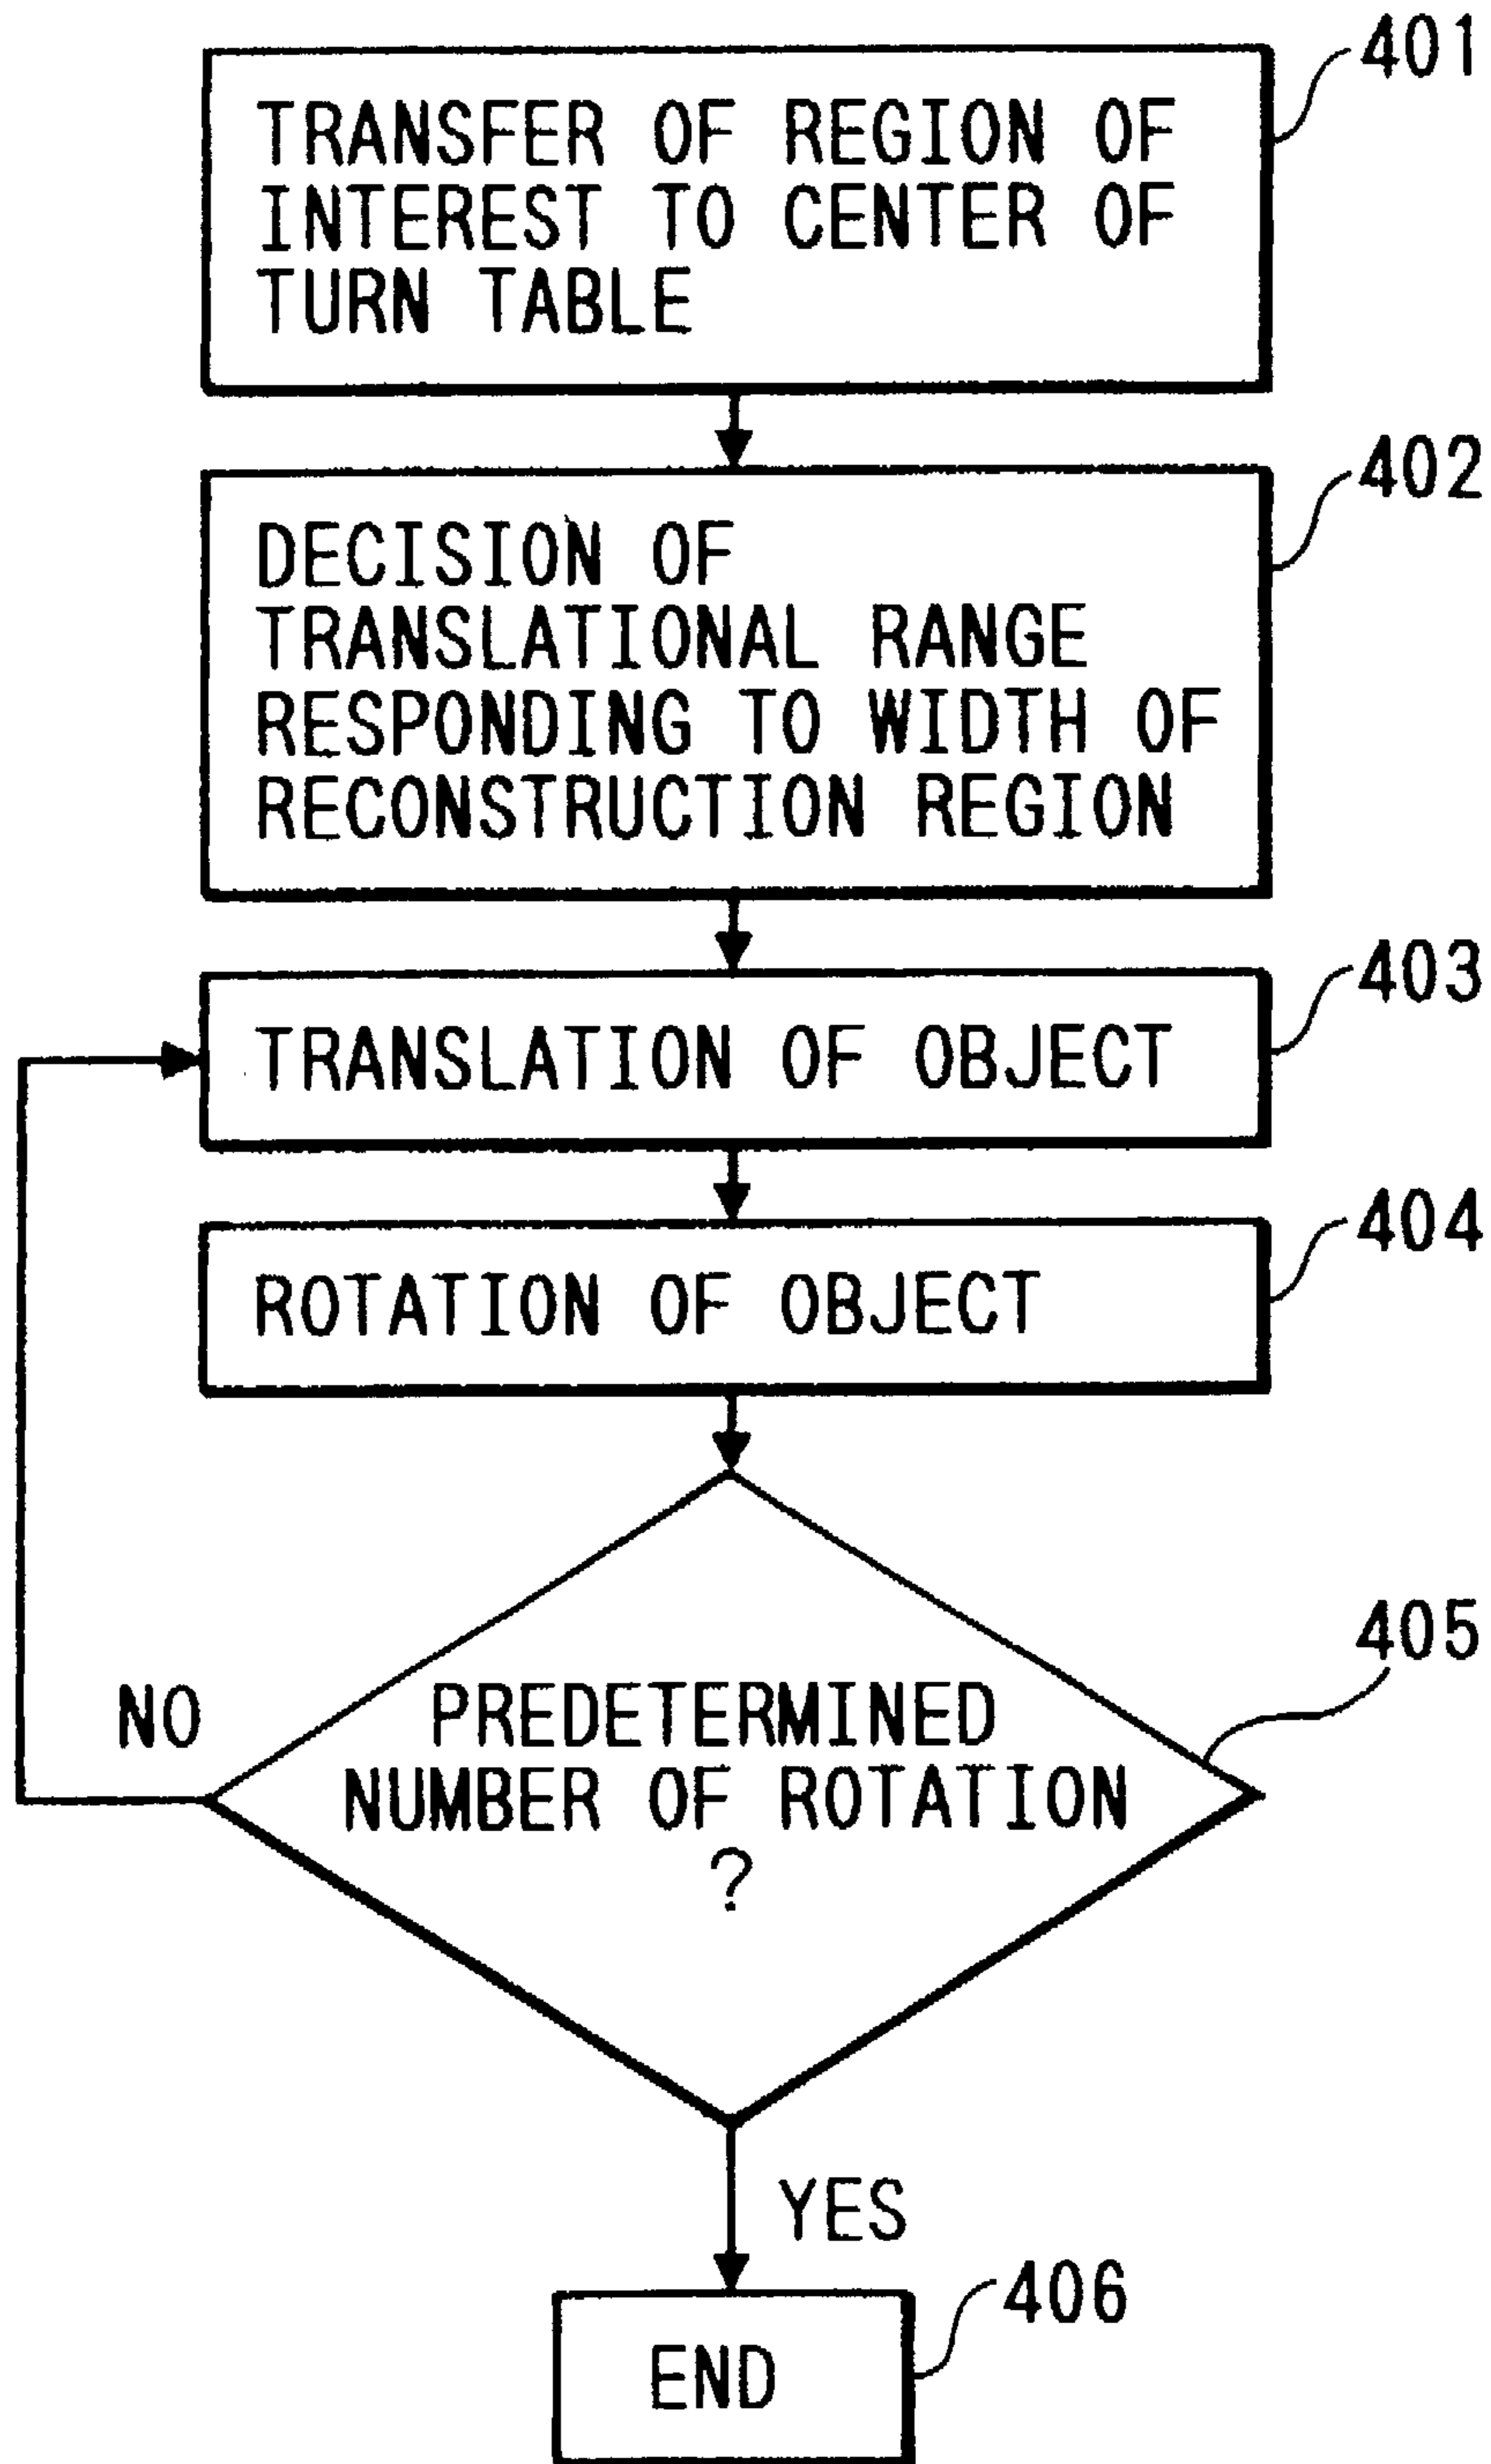 401
TRANSFER OF REGION OF
INTEREST TO CENTER OF
TURN TABLE
402
DECISION OF
TRANSLATIONAL RANGE
RESPONDING TO WIDTH OF
RECONSTRUCTION REGION
403
TRANSLATION OF OBJECT
404
ROTATION OF OBJECT
405
NO
PREDETERMINED
NUMBER OF ROTATION
?
YES
406
END